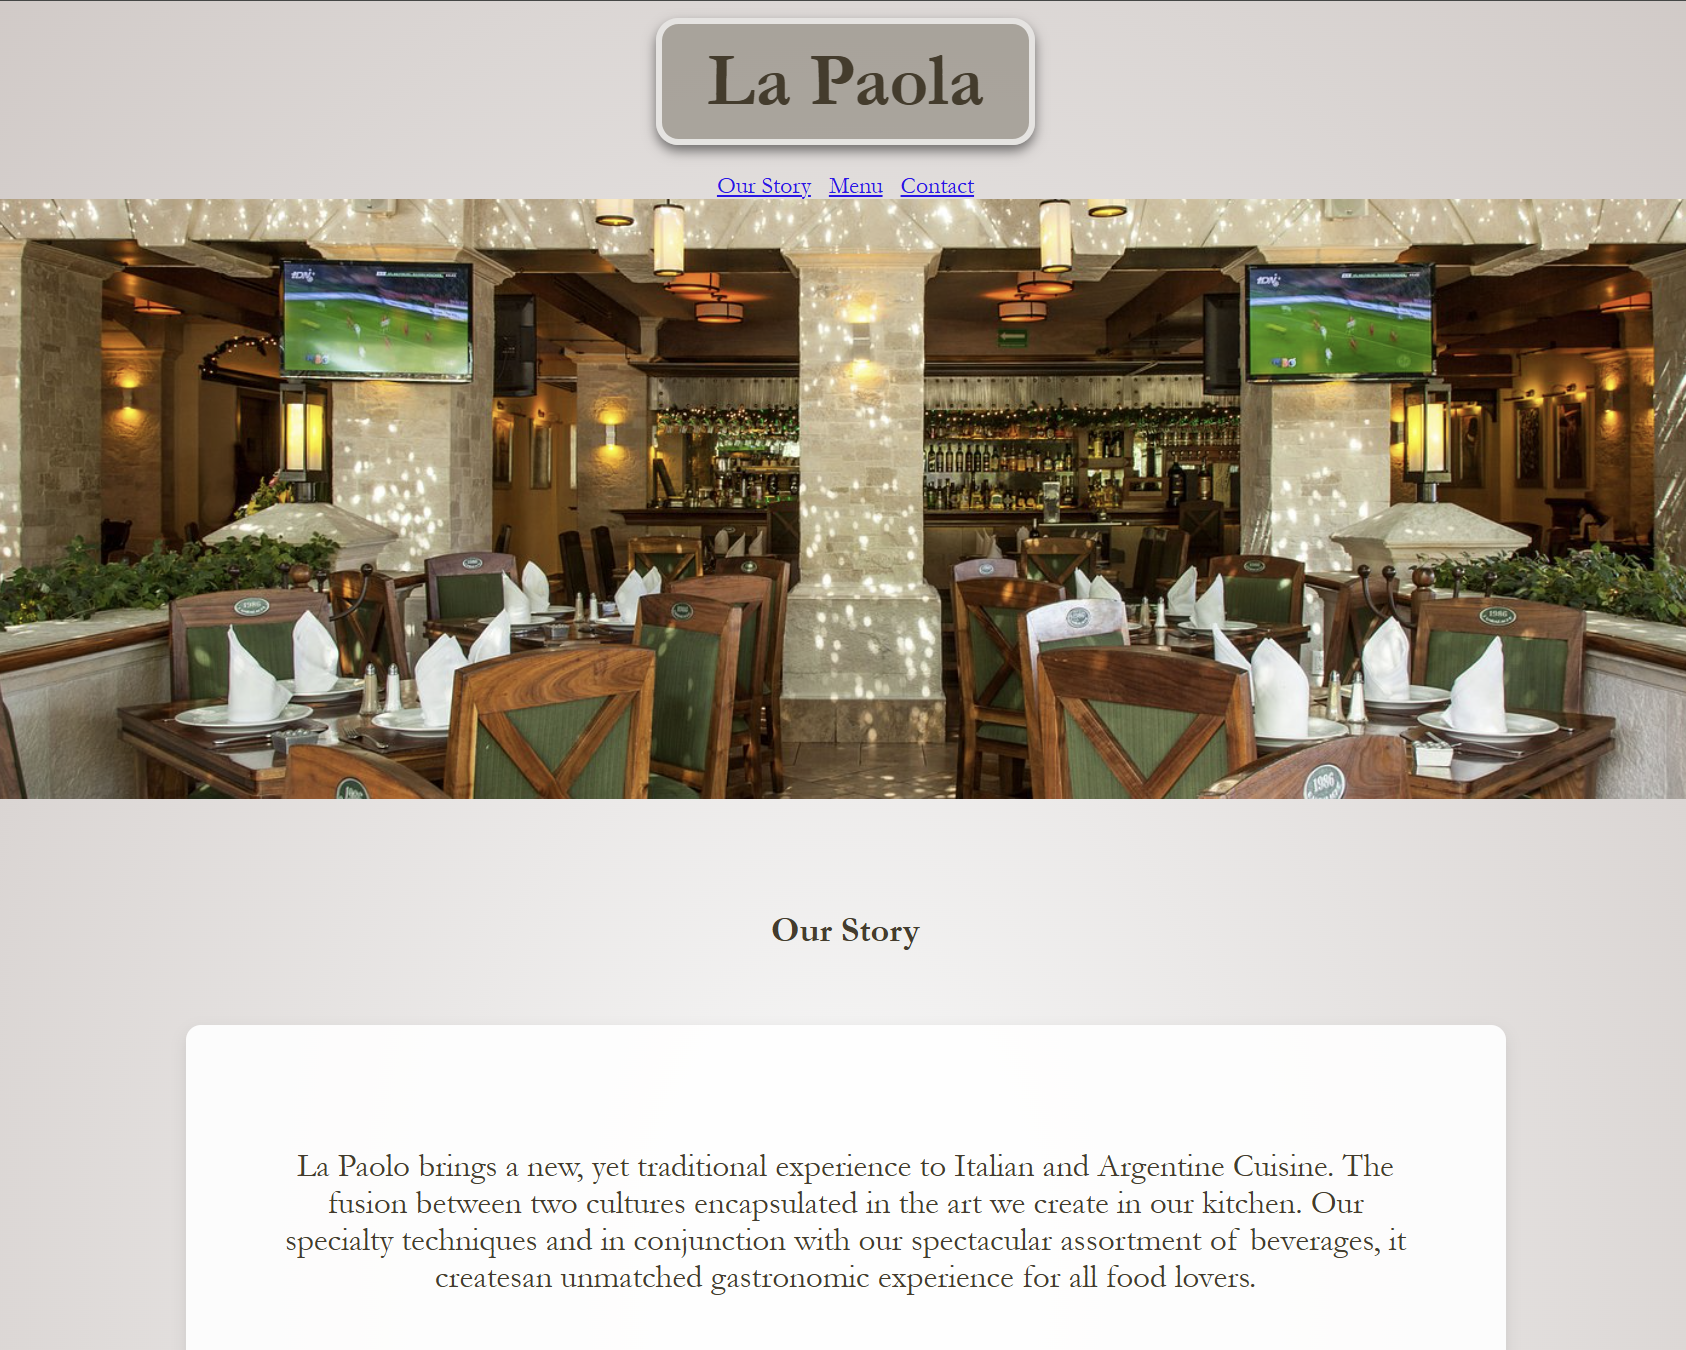 La Paola
Our Story Menu Contact
1986
1986
1986
Our Story
La Paolo brings a new, yet traditional experience to Italian and Argentine Cuisine. The
fusion between two cultures encapsulated in the art we create in our kitchen. Our
specialty techniques and in conjunction with our spectacular assortment of beverages, it
createsan unmatched gastronomic experience for all food lovers.